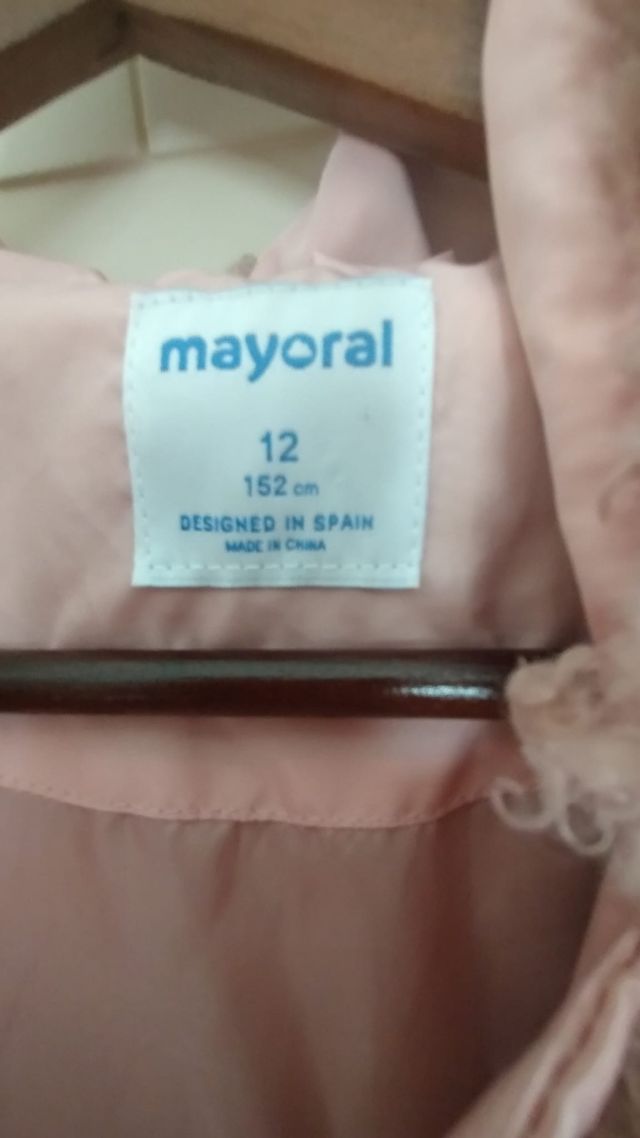 mayoral
12
152 cm
DESIGNED IN SPAIN
MADE IN CHINA